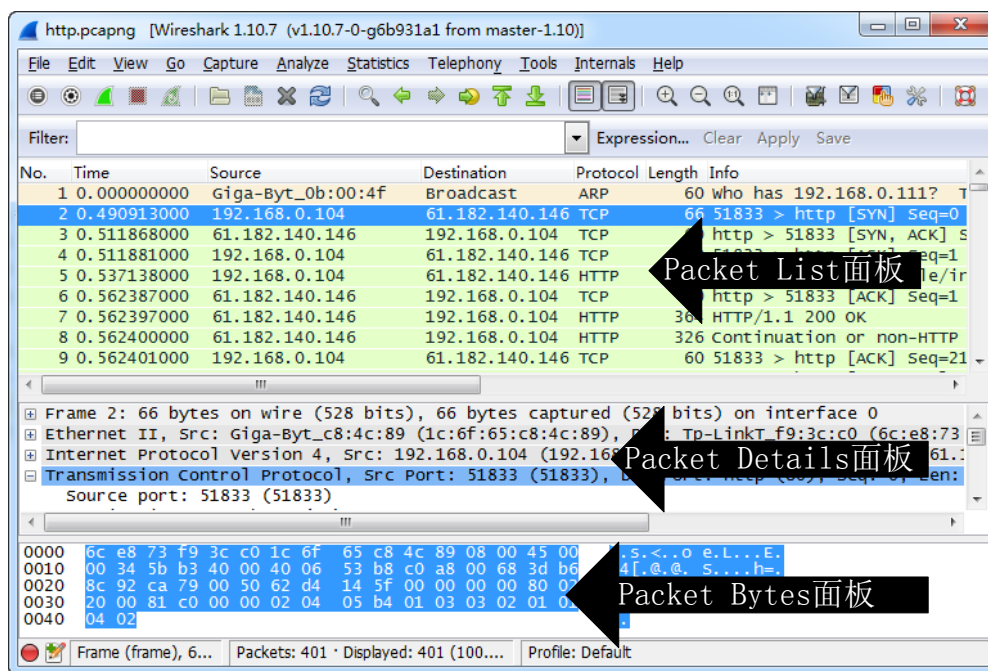 http.pcapng [Wireshark 1.10.7 (v1.10.7-0-g6b931a1 from master-1.10)]
File Edit View Go Capture Analyze Statistics Telephony Tools Internals Help
Filter: Expression... Clear Apply Save
No. Time Source Destination Protocol Length Info
1 0.000000000 Giga-Byt_0b:00:4f Broadcast ARP 60 Who has 192.168.0.111? T
2 0.490913000 192.168.0.104 61.182.140.146 TCP 66 51833 > http [SYN] Seq=0
3 0.511868000 61.182.140.146 192.168.0.104 TCP http > 51833 [SYN, ACK] S
4 0.511881000 192.168.0.104 61.182.140.146 TCP Seq=1
5 0.537138000 192.168.0.104 61.182.140.146 HTTP le/ir
Packet List面板
6 0.562387000 61.182.140.146 192.168.0.104 TCP http > 51833 [ACK] Seq=1
7 0.562397000 61.182.140.146 192.168.0.104 HTTP HTTP/1.1 200 OK
8 0.562400000 61.182.140.146 192.168.0.104 HTTP 326 Continuation or non-HTTP
9 0.562401000 192.168.0.104 61.182.140.146 TCP 60 51833 > http [ACK] Seq=21
Frame 2: 66 bytes on wire (528 bits), 66 bytes captured (528 bits) on interface 0
Ethernet II, Src: Giga-Byt_c8:4c:89 (1c:6f:65:c8:4c:89), Tp-LinkT_f9:3c:c0 (6c:e8:73
Internet Protocol Version 4, Src: 192.168.0.104 (192.168 61.1
Packet Details面板
Transmission Control Protocol, Src Port: 51833 (51833), Port: http (80), Seq: 0, Len:
Source port: 51833 (51833)
0000 6c e8 73 f9 3c c0 1c 6f 65 c8 4c 89 08 00 45 00 .s.<..o e.L...E.
0010 00 34 5b b3 40 00 40 06 53 b8 c0 a8 00 68 3d b6 4[.@.@. S....h=.
0020 8c 92 ca 79 00 50 62 d4 14 5f 00 00 00 00 80 02
Packet Bytes面板
0030 20 00 81 c0 00 00 02 04 05 b4 01 03 03 02 01 01
0040 04 02
Frame (frame), 6... Packets: 401 · Displayed: 401 (100.... Profile: Default